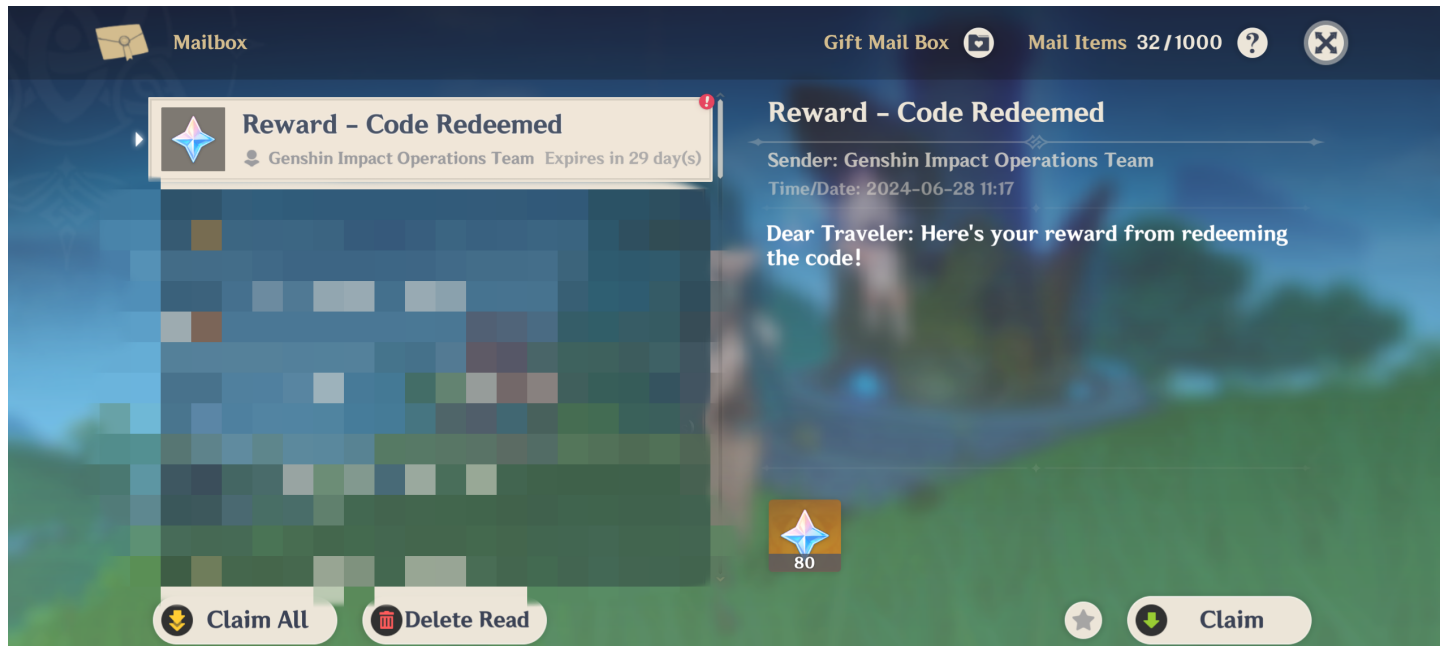 Mailbox
Gift Mail Box
Mail Items 32/1000 ?
Reward – Code Redeemed
Genshin Impact Operations Team Expires in 29 day(s)
Reward – Code Redeemed
Sender: Genshin Impact Operations Team
Time/Date: 2024-06-28 11:17
Dear Traveler: Here's your reward from redeeming
the code!
80
Claim All
Delete Read
Claim